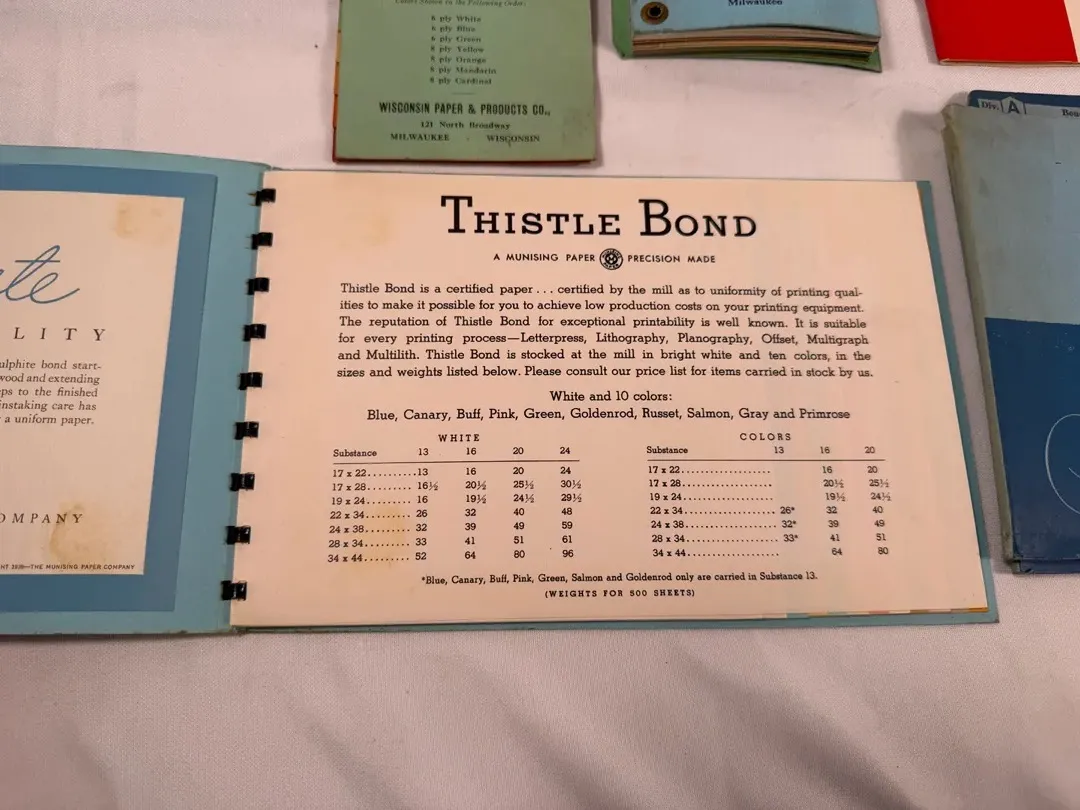 Colors Shown in the Following Order:
6 ply White
6 ply Blue
6 ply Green
8 ply Yellow
8 ply Orange
8 ply Mandarin
8 ply Cardinal
WISCONSIN PAPER & PRODUCTS CO.,
121 North Broadway
MILWAUKEE · WISCONSIN
Milwaukee
Div. A
LITY
ulphite bond start-
wood and extending
eps to the finished
instaking care has
a uniform paper.
OMPANY
THE MUNISING PAPER COMPANY
THISTLE BOND
A MUNISING PAPER PRECISION MADE
Thistle Bond is a certified paper . . . certified by the mill as to uniformity of printing qual-
ities to make it possible for you to achieve low production costs on your printing equipment.
The reputation of Thistle Bond for exceptional printability is well known. It is suitable
for every printing process—Letterpress, Lithography, Planography, Offset, Multigraph
and Multilith. Thistle Bond is stocked at the mill in bright white and ten colors, in the
sizes and weights listed below. Please consult our price list for items carried in stock by us.
White and 10 colors:
Blue, Canary, Buff, Pink, Green, Goldenrod, Russet, Salmon, Gray and Primrose
WHITE
Substance 13 16 20 24
17 x 22..........13 16 20 24
17 x 28......... 16½ 20½ 25½ 30½
19 x 24......... 16 19½ 24½ 29½
22 x 34......... 26 32 40 48
24 x 38......... 32 39 49 59
28 x 34......... 33 41 51 61
34 x 44......... 52 64 80 96
COLORS
Substance 13 16 20
17 x 22.................. 16 20
17 x 28.................. 20½ 25½
19 x 24.................. 19½ 24½
22 x 34................... 26* 32 40
24 x 38................... 32* 39 49
28 x 34................... 33* 41 51
34 x 44................... 64 80
*Blue, Canary, Buff, Pink, Green, Salmon and Goldenrod only are carried in Substance 13.
(WEIGHTS FOR 500 SHEETS)